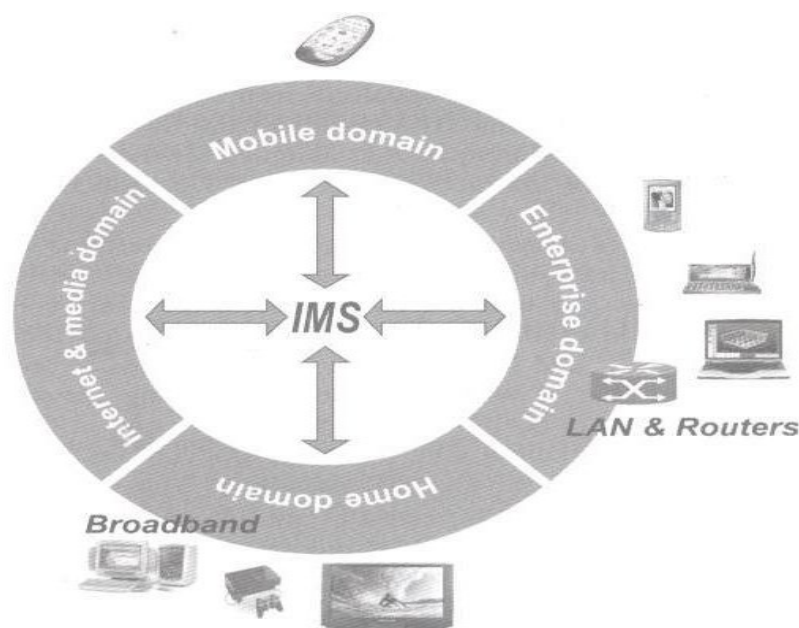 Mobile domain
Internet & media domain
IMS
Enterprise domain
LAN & Routers
Home domain
Broadband